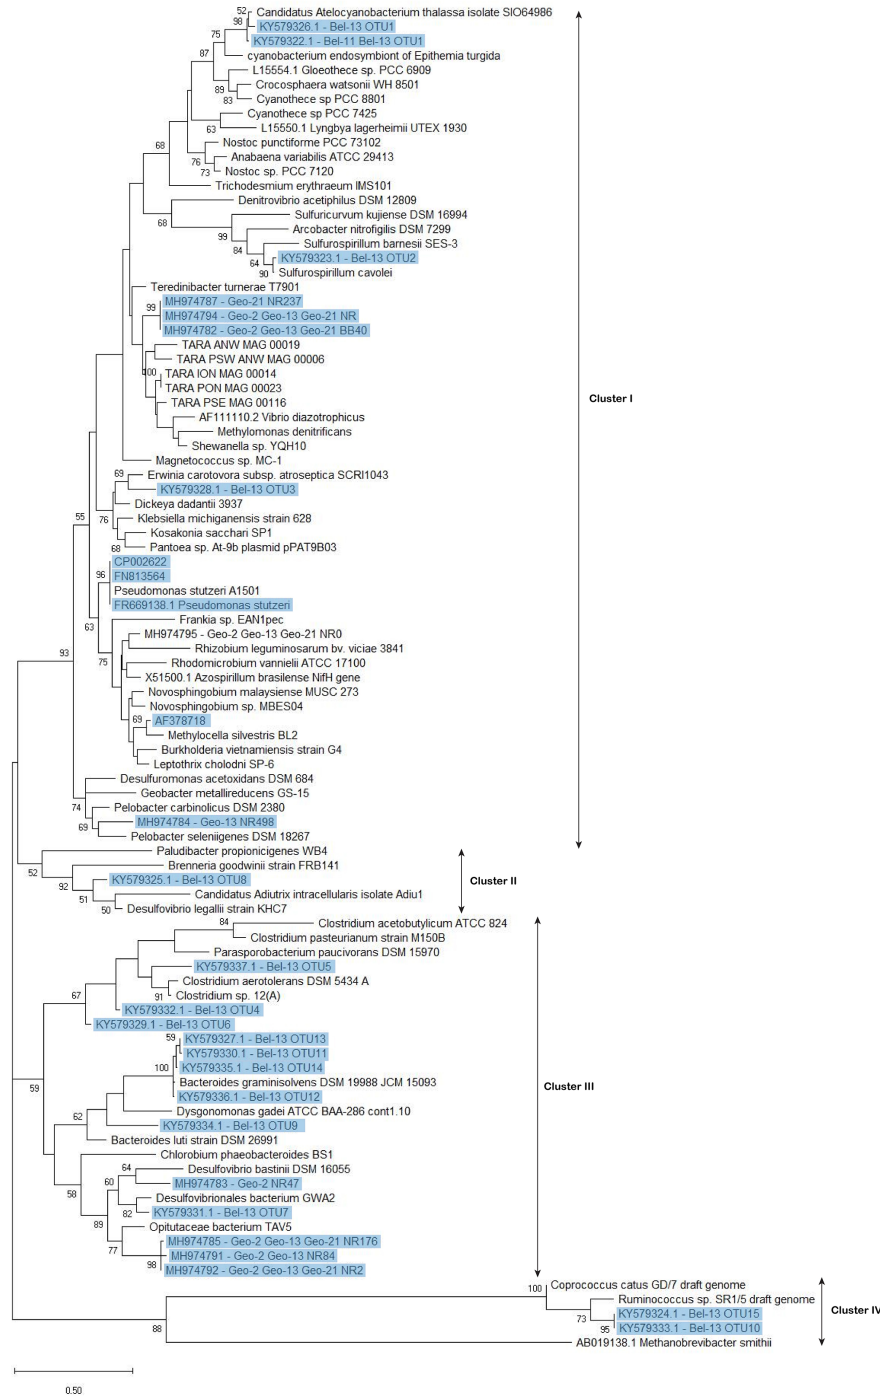 Candidatus Atelocyanobacterium thalassa isolate SIO64986
52
98
KY579326.1 - Bel-13 OTU1
75
KY579322.1 - Bel-11 Bel-13 OTU1
87
cyanobacterium endosymbiont of Epithemia turgida
L15554.1 Gloeothece sp. PCC 6909
89
Crocosphaera watsonii WH 8501
83
Cyanothece sp PCC 8801
Cyanothece sp PCC 7425
63
L15550.1 Lyngbya lagerheimii UTEX 1930
68
Nostoc punctiforme PCC 73102
76
Anabaena variabilis ATCC 29413
73
Nostoc sp. PCC 7120
Trichodesmium erythraeum IMS101
Denitrovibrio acetiphilus DSM 12809
68
Sulfuricurvum kujiense DSM 16994
99
Arcobacter nitrofigilis DSM 7299
84
Sulfurospirillum barnesii SES-3
64
KY579323.1 - Bel-13 OTU2
90
Sulfurospirillum cavolei
Teredinibacter turnerae T7901
MH974787 - Geo-21 NR237
99
MH974794 - Geo-2 Geo-13 Geo-21 NR
MH974782 - Geo-2 Geo-13 Geo-21 BB40
TARA ANW MAG 00019
TARA PSW ANW MAG 00006
100
TARA ION MAG 00014
TARA PON MAG 00023
TARA PSE MAG 00116
Cluster I
AF111110.2 Vibrio diazotrophicus
Methylomonas denitrificans
Shewanella sp. YQH10
Magnetococcus sp. MC-1
69
Erwinia carotovora subsp. atroseptica SCRI1043
KY579328.1 - Bel-13 OTU3
Dickeya dadantii 3937
55
76
Klebsiella michiganensis strain 628
Kosakonia sacchari SP1
68
Pantoea sp. At-9b plasmid pPAT9B03
CP002622
96
FN813564
Pseudomonas stutzeri A1501
FR669138.1 Pseudomonas stutzeri
63
Frankia sp. EAN1pec
MH974795 - Geo-2 Geo-13 Geo-21 NR0
93
75
Rhizobium leguminosarum bv. viciae 3841
Rhodomicrobium vannielii ATCC 17100
X51500.1 Azospirillum brasilense NifH gene
Novosphingobium malaysiense MUSC 273
Novosphingobium sp. MBES04
69
AF378718
Methylocella silvestris BL2
Burkholderia vietnamiensis strain G4
Leptothrix cholodni SP-6
Desulfuromonas acetoxidans DSM 684
Geobacter metallireducens GS-15
74
Pelobacter carbinolicus DSM 2380
69
MH974784 - Geo-13 NR498
Pelobacter seleniigenes DSM 18267
Paludibacter propionicigenes WB4
52
Brenneria goodwinii strain FRB141
92
KY579325.1 - Bel-13 OTU8
Cluster II
51
Candidatus Adiutrix intracellularis isolate Adiu1
50
Desulfovibrio legallii strain KHC7
84
Clostridium acetobutylicum ATCC 824
Clostridium pasteurianum strain M150B
Parasporobacterium paucivorans DSM 15970
KY579337.1 - Bel-13 OTU5
Clostridium aerotolerans DSM 5434 A
91
Clostridium sp. 12(A)
67
KY579332.1 - Bel-13 OTU4
KY579329.1 - Bel-13 OTU6
59
KY579327.1 - Bel-13 OTU13
KY579330.1 - Bel-13 OTU11
100
KY579335.1 - Bel-13 OTU14
Bacteroides graminisolvens DSM 19988 JCM 15093
59
Cluster III
KY579336.1 - Bel-13 OTU12
Dysgonomonas gadei ATCC BAA-286 cont1.10
62
KY579334.1 - Bel-13 OTU9
Bacteroides luti strain DSM 26991
Chlorobium phaeobacteroides BS1
64
Desulfovibrio bastinii DSM 16055
60
MH974783 - Geo-2 NR47
58
Desulfovibrionales bacterium GWA2
82
KY579331.1 - Bel-13 OTU7
89
Opitutaceae bacterium TAV5
77
MH974785 - Geo-2 Geo-13 Geo-21 NR176
MH974791 - Geo-2 Geo-13 NR84
98
MH974792 - Geo-2 Geo-13 Geo-21 NR2
100
Coprococcus catus GD/7 draft genome
Ruminococcus sp. SR1/5 draft genome
73
KY579324.1 - Bel-13 OTU15
Cluster IV
88
95
KY579333.1 - Bel-13 OTU10
AB019138.1 Methanobrevibacter smithii
0.50